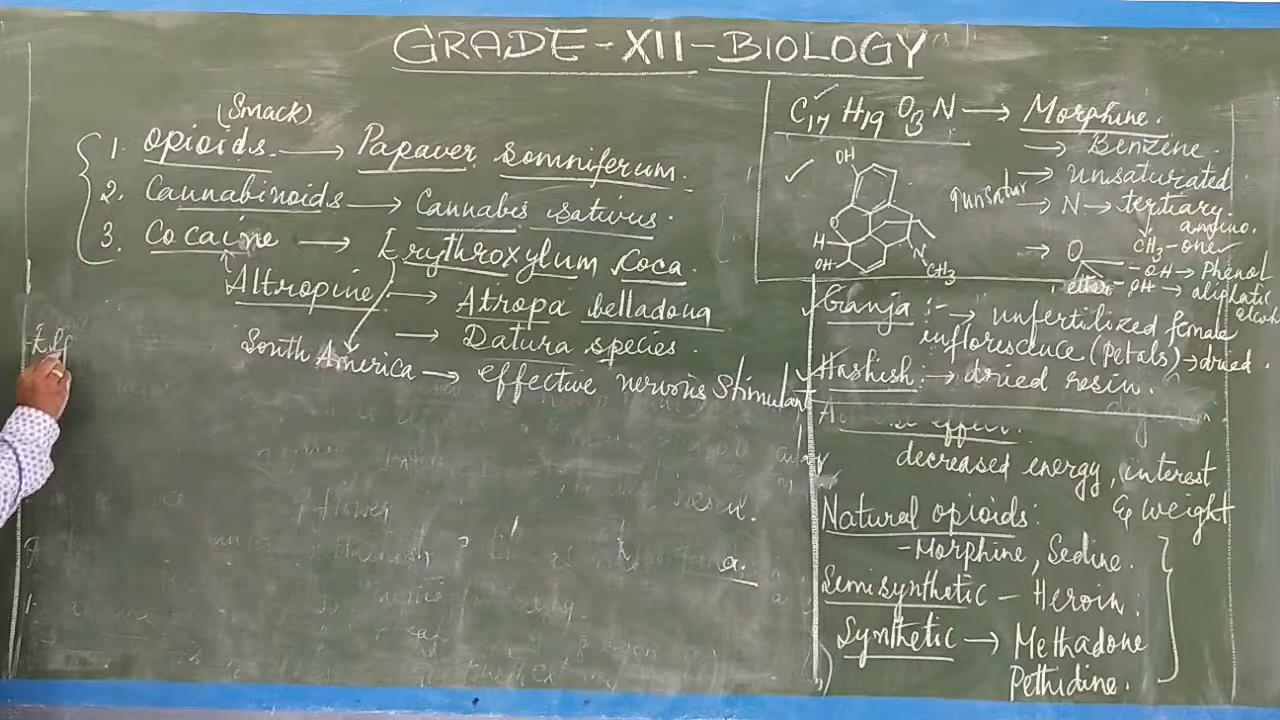 GRADE-XII-BIOLOGY
(Smack)
1. Opioids. → Papaver Somniferum.
2. Cannabinoids → Cannabis sativus.
3. Cocaine → Erythroxylum Coca.
Altropine → Atropa belladona
→ Datura species.
South America → effective nervous Stimulant
C17 H19 O3 N → Morphine.
→ Benzene.
→ unsaturated.
→ N → tertiary.
amino.
→ O CH3 - one
- OH → Phenol
ether - OH → aliphatic
OH
O
H
OH
N
CH3
Ganja :- → unfertilized female
inflorescence (Petals) → dried.
Hashish: → dried resin.
decreased energy, interest
& weight
Natural opioids:
- Morphine, Sedine.
Semisynthetic - Heroin.
Synthetic → Methadone
Pethidine.
resin.
flower
a.